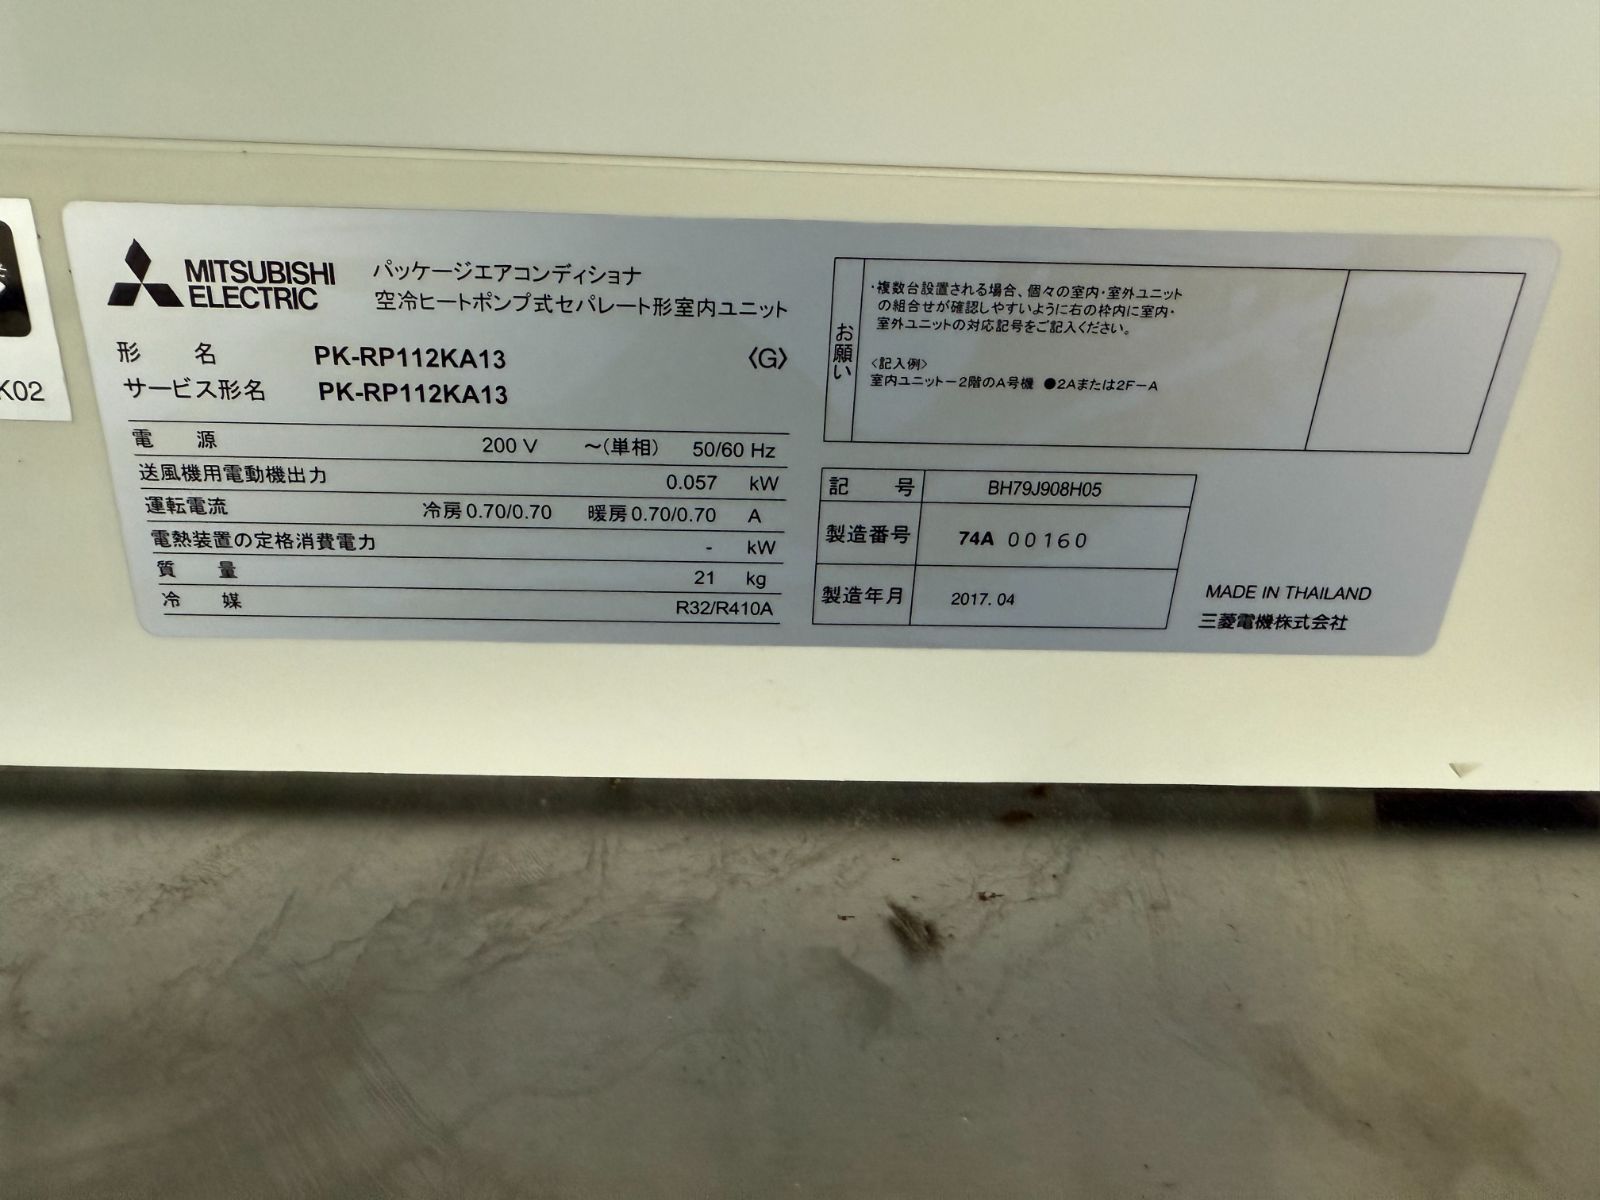 K02
MITSUBISHI
ELECTRIC
パッケージエアコンディショナ
空冷ヒートポンプ式セパレート形室内ユニット
形 名 PK-RP112KA13 〈G〉
サービス形名 PK-RP112KA13
電 源 200 V ～(単相) 50/60 Hz
送風機用電動機出力 0.057 kW
運転電流 冷房0.70/0.70 暖房0.70/0.70 A
電熱装置の定格消費電力 - kW
質 量 21 kg
冷 媒 R32/R410A
お願い
・複数台設置される場合、個々の室内・室外ユニット
の組合せが確認しやすいように右の枠内に室内・
室外ユニットの対応記号をご記入ください。
〈記入例〉
室内ユニットー2階のA号機 ●2Aまたは2F－A
記 号 BH79J908H05
製造番号 74A 00160
製造年月 2017. 04
MADE IN THAILAND
三菱電機株式会社